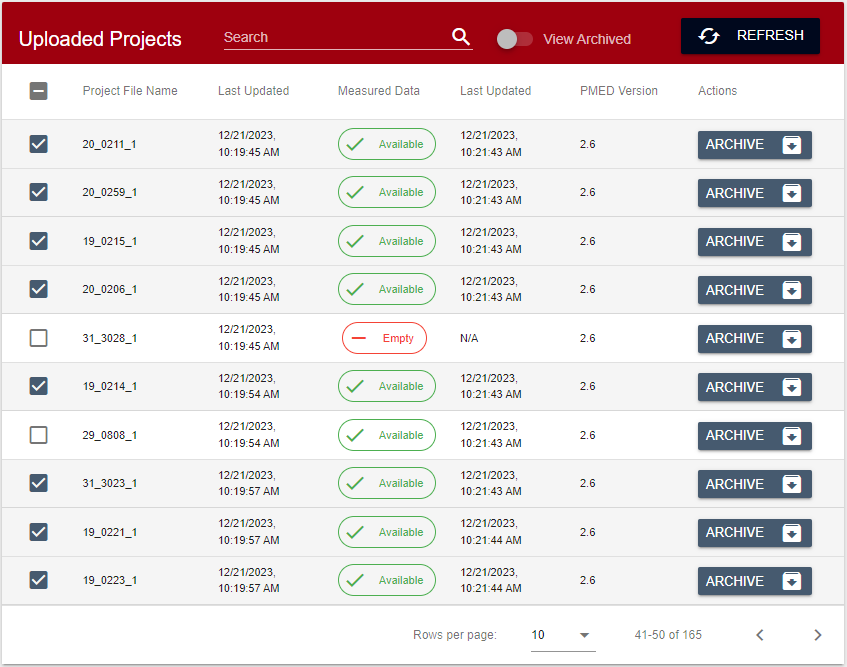 Uploaded Projects Search View Archived REFRESH
Project File Name Last Updated Measured Data Last Updated PMED Version Actions
20_0211_1 12/21/2023, 10:19:45 AM Available 12/21/2023, 10:21:43 AM 2.6 ARCHIVE
20_0259_1 12/21/2023, 10:19:45 AM Available 12/21/2023, 10:21:43 AM 2.6 ARCHIVE
19_0215_1 12/21/2023, 10:19:45 AM Available 12/21/2023, 10:21:43 AM 2.6 ARCHIVE
20_0206_1 12/21/2023, 10:19:45 AM Available 12/21/2023, 10:21:43 AM 2.6 ARCHIVE
31_3028_1 12/21/2023, 10:19:45 AM Empty N/A 2.6 ARCHIVE
19_0214_1 12/21/2023, 10:19:54 AM Available 12/21/2023, 10:21:43 AM 2.6 ARCHIVE
29_0808_1 12/21/2023, 10:19:54 AM Available 12/21/2023, 10:21:43 AM 2.6 ARCHIVE
31_3023_1 12/21/2023, 10:19:57 AM Available 12/21/2023, 10:21:43 AM 2.6 ARCHIVE
19_0221_1 12/21/2023, 10:19:57 AM Available 12/21/2023, 10:21:44 AM 2.6 ARCHIVE
19_0223_1 12/21/2023, 10:19:57 AM Available 12/21/2023, 10:21:44 AM 2.6 ARCHIVE
Rows per page: 10 41-50 of 165